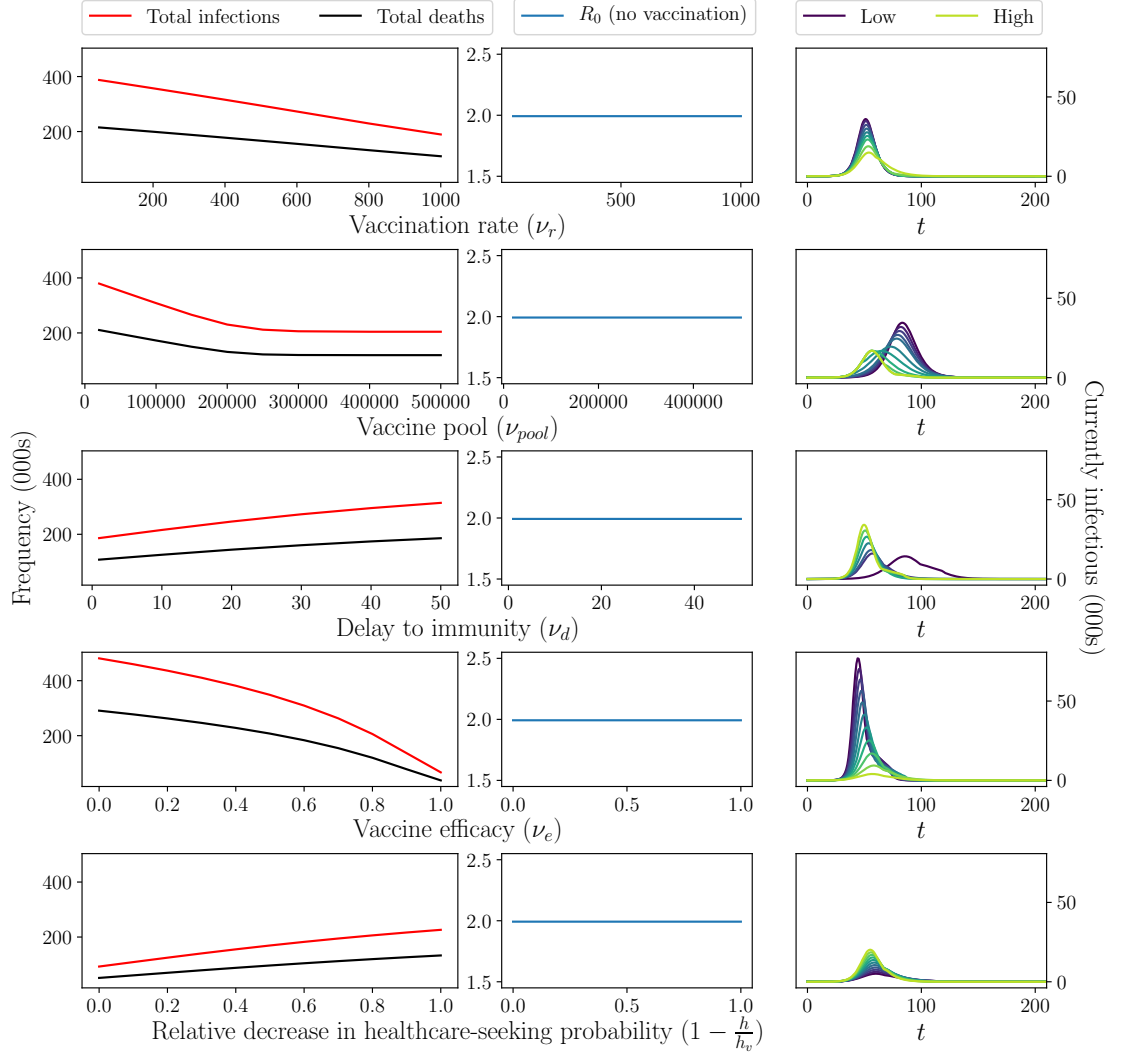 Total infections Total deaths R₀ (no vaccination) Low High
400
200
200 400 600 800 1000
2.5
2.0
1.5
500 1000
50
0
0 100 200
Vaccination rate (ν_r)
t
400
200
0 100000 200000 300000 400000 500000
2.5
2.0
1.5
0 200000 400000
50
0
0 100 200
Vaccine pool (ν_pool)
t
Frequency (000s)
Currently infectious (000s)
400
200
0 10 20 30 40 50
2.5
2.0
1.5
0 20 40
50
0
0 100 200
Delay to immunity (ν_d)
t
400
200
0.0 0.2 0.4 0.6 0.8 1.0
2.5
2.0
1.5
0.0 0.5 1.0
50
0
0 100 200
Vaccine efficacy (ν_e)
t
400
200
0.0 0.2 0.4 0.6 0.8 1.0
2.5
2.0
1.5
0.0 0.5 1.0
50
0
0 100 200
Relative decrease in healthcare-seeking probability (1 − h/h_v)
t